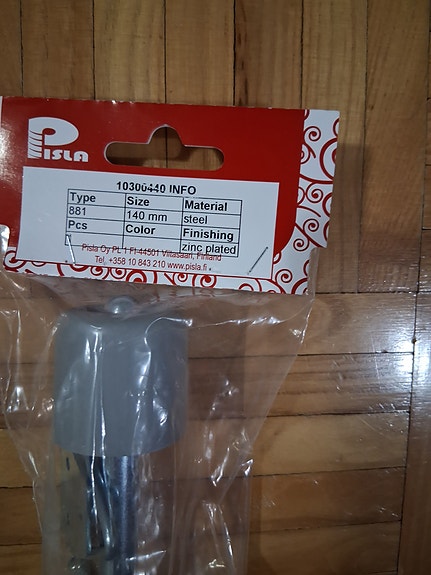 PISLA
10300440 INFO
Type Size Material
881 140 mm steel
Pcs Color Finishing
zinc plated
Pisla Oy PL 1 FI-44501 Viitasaari, Finland
Tel. +358 10 843 210 www.pisla.fi